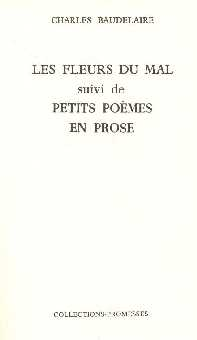 CHARLES BAUDELAIRE
LES FLEURS DU MAL
suivi de
PETITS POÈMES
EN PROSE
COLLECTIONS-PROMESSES